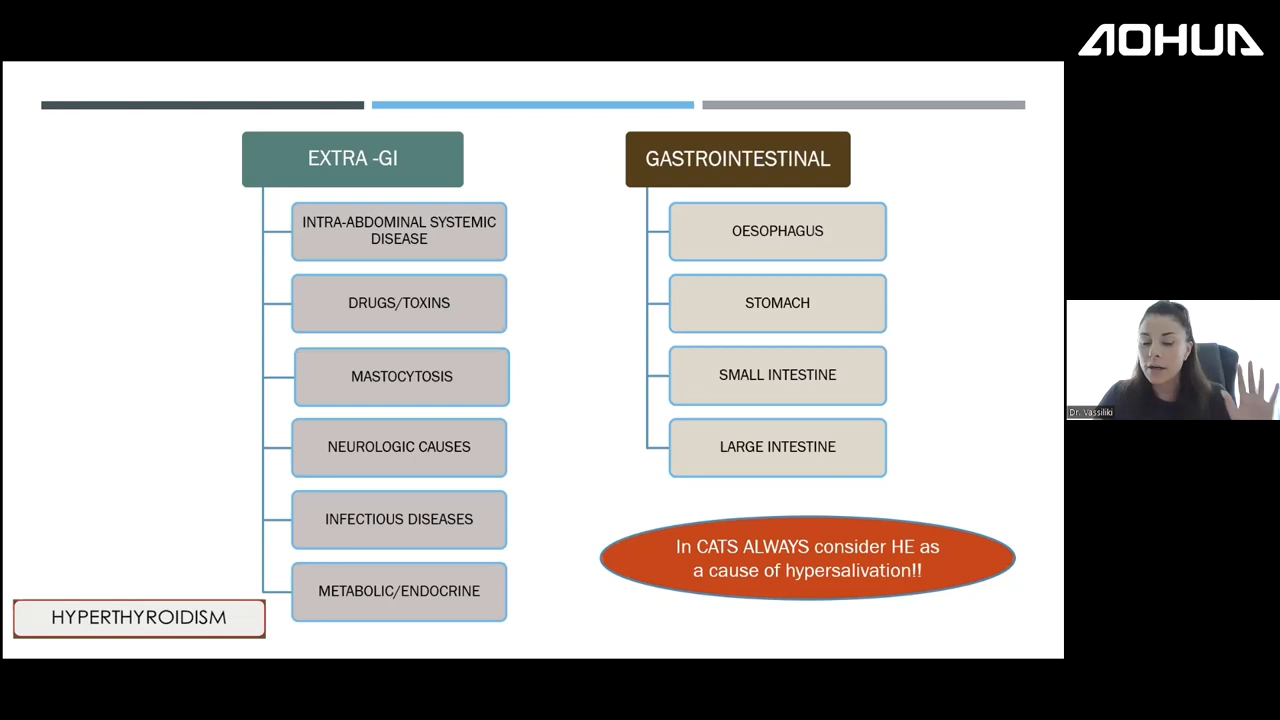 AOHUA
EXTRA -GI
INTRA-ABDOMINAL SYSTEMIC
DISEASE
DRUGS/TOXINS
MASTOCYTOSIS
NEUROLOGIC CAUSES
INFECTIOUS DISEASES
METABOLIC/ENDOCRINE
HYPERTHYROIDISM
GASTROINTESTINAL
OESOPHAGUS
STOMACH
SMALL INTESTINE
LARGE INTESTINE
In CATS ALWAYS consider HE as
a cause of hypersalivation!!
Dr. Vassiliki